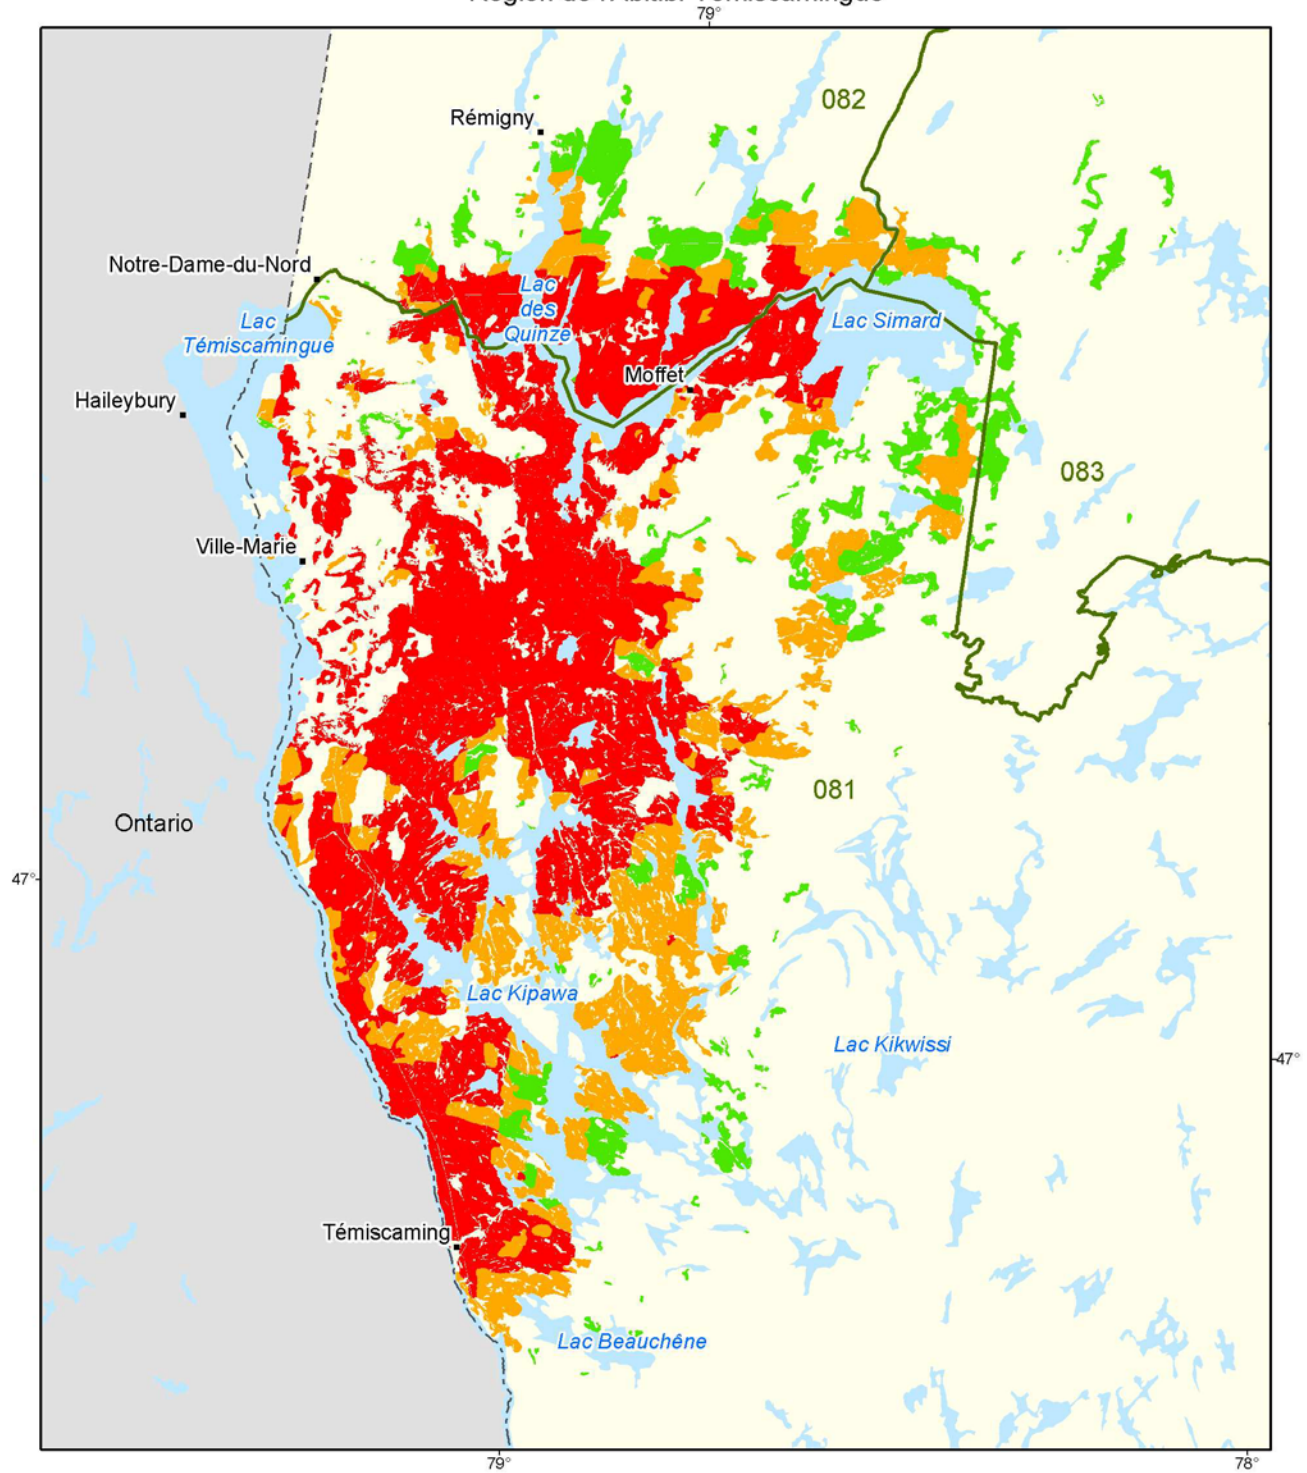 79°
082
Rémigny
Notre-Dame-du-Nord
Lac
des
Quinze
Lac
Témiscamingue
Lac Simard
Moffet
Haileybury
083
Ville-Marie
081
Ontario
47°
Lac Kipawa
Lac Kikwissi
47°
Témiscaming
Lac Beauchêne
79°
78°